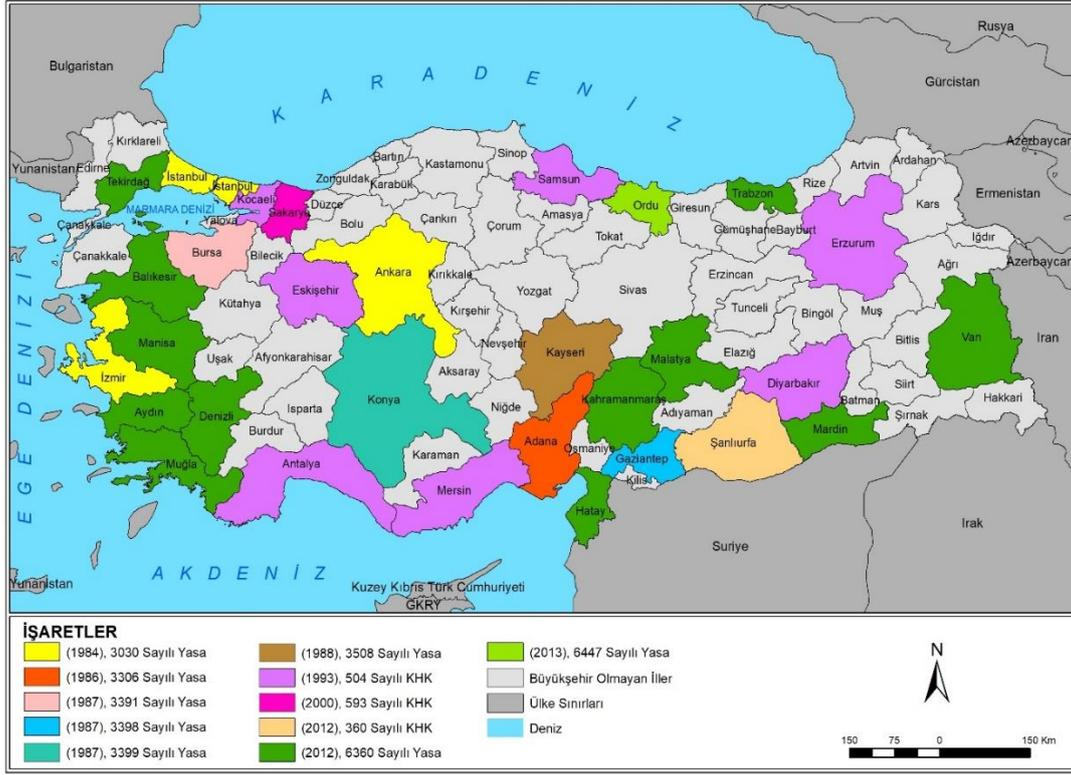 Rusya
Bulgaristan
Gürcistan
K A R A D E N İ Z
Kırklareli
Edirne
Yunanistan
Tekirdağ
İstanbul
İstanbul
Kocaeli
Sakarya
Yalova
MARMARA DENİZİ
Düzce
Zonguldak
Bartın
Karabük
Kastamonu
Sinop
Samsun
Ordu
Giresun
Trabzon
Rize
Artvin
Ardahan
Azerbaycan
Ermenistan
Kars
Iğdır
Azerbaycan
Çanakkale
Çanakkale
Bursa
Bilecik
Bolu
Çankırı
Çorum
Amasya
Tokat
Gümüşhane
Bayburt
Erzurum
Ağrı
Balıkesir
Kütahya
Eskişehir
Ankara
Kırıkkale
Yozgat
Sivas
Erzincan
Tunceli
Bingöl
Muş
Bitlis
Van
İran
Manisa
Uşak
Afyonkarahisar
Kırşehir
Nevşehir
Kayseri
Malatya
Elazığ
Diyarbakır
Batman
Siirt
Şırnak
Hakkari
İzmir
Aydın
Denizli
Isparta
Burdur
Konya
Aksaray
Niğde
Kahramanmaraş
Adıyaman
Şanlıurfa
Mardin
Muğla
Antalya
Karaman
Mersin
Adana
Osmaniye
Gaziantep
Kilis
Hatay
E G E D E N İ Z İ
A K D E N İ Z
Yunanistan
Kuzey Kıbrıs Türk Cumhuriyeti
GKRY
Suriye
Irak
İŞARETLER
(1984), 3030 Sayılı Yasa
(1986), 3306 Sayılı Yasa
(1987), 3391 Sayılı Yasa
(1987), 3398 Sayılı Yasa
(1987), 3399 Sayılı Yasa
(1988), 3508 Sayılı Yasa
(1993), 504 Sayılı KHK
(2000), 593 Sayılı KHK
(2012), 360 Sayılı KHK
(2012), 6360 Sayılı Yasa
(2013), 6447 Sayılı Yasa
Büyükşehir Olmayan İller
Ülke Sınırları
Deniz
N
150 75 0 150 Km